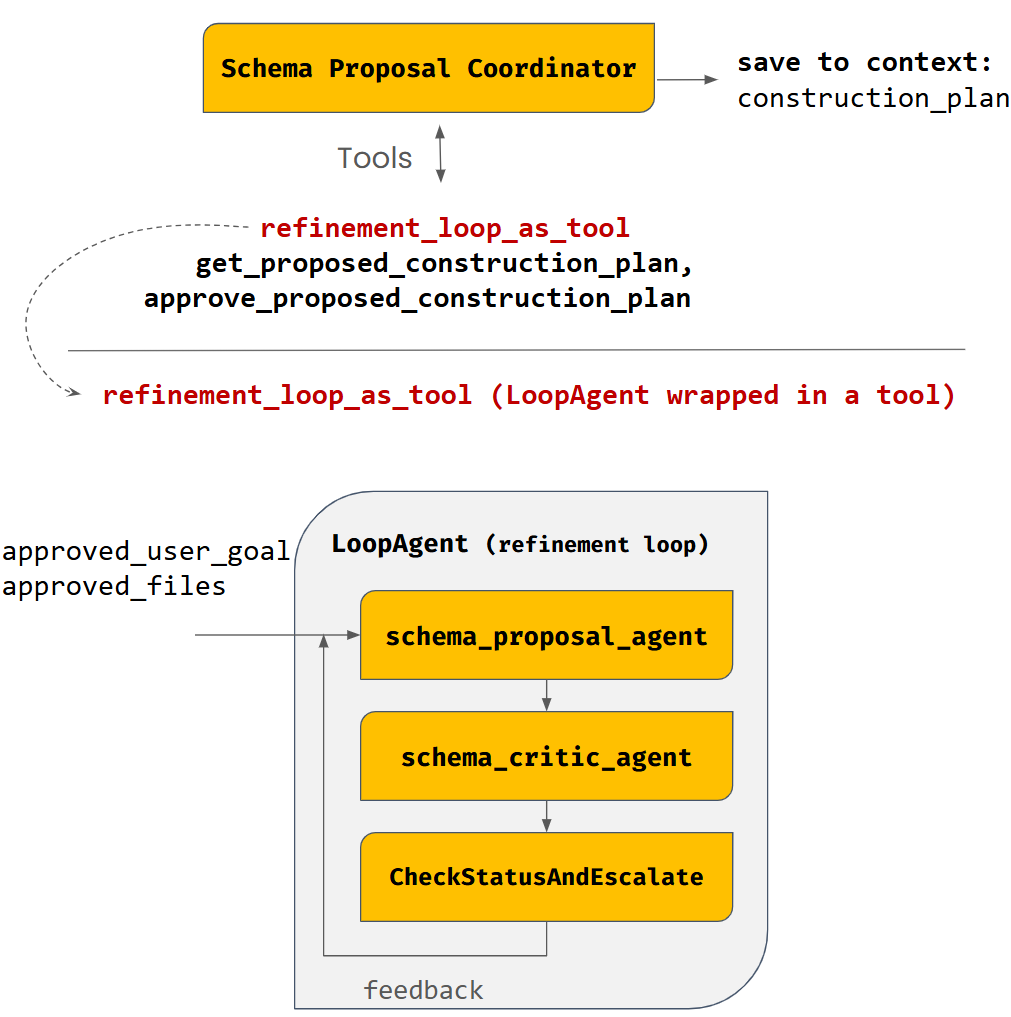 Schema Proposal Coordinator
save to context:
construction_plan
Tools
refinement_loop_as_tool
get_proposed_construction_plan,
approve_proposed_construction_plan
refinement_loop_as_tool (LoopAgent wrapped in a tool)
approved_user_goal
approved_files
LoopAgent (refinement loop)
schema_proposal_agent
schema_critic_agent
CheckStatusAndEscalate
feedback